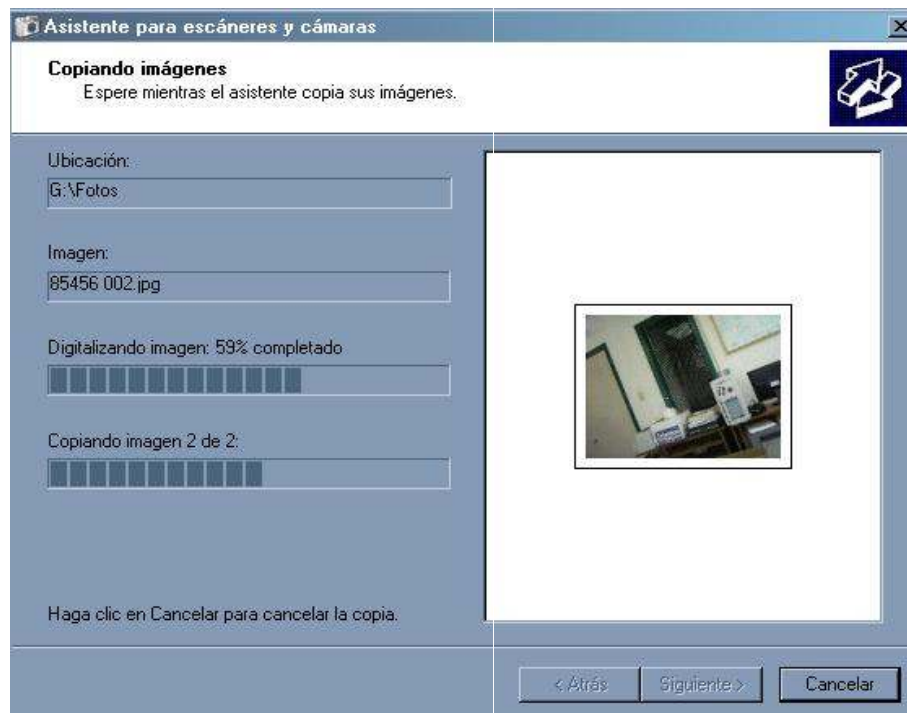 Asistente para escáneres y cámaras
Copiando imágenes
Espere mientras el asistente copia sus imágenes.
Ubicación:
G:\Fotos
Imagen:
85456 002.jpg
Digitalizando imagen: 59% completado
Copiando imagen 2 de 2:
Haga clic en Cancelar para cancelar la copia.
< Atrás
Siguiente >
Cancelar